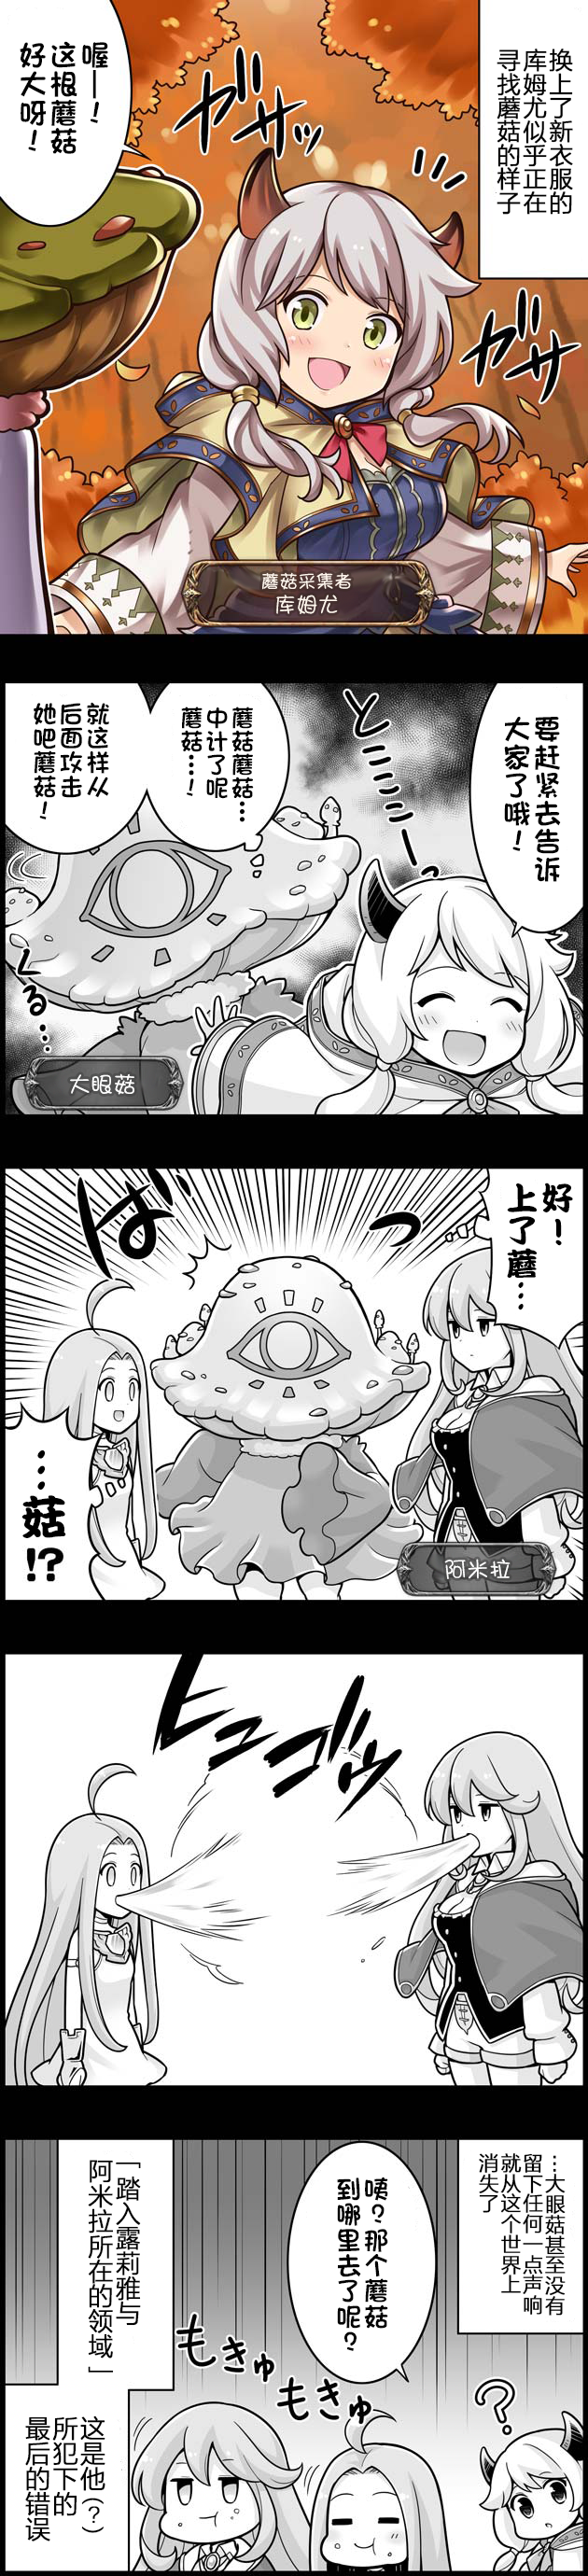 换上了新衣服的
库姆尤似乎正在
寻找蘑菇的样子
ガサッ
喔—！
这根蘑菇
好大呀！
ガサ
蘑菇采集者
库姆尤
要赶紧去告诉
大家了哦！
とこここー…
蘑菇蘑菇…
中计了呢
蘑菇…！
就这样从
后面攻击
她吧蘑菇！
くる…
大眼菇
好！
上了蘑…
ばっ
…菇!?
阿米拉
ヒュゴゥッ
…大眼菇甚至没有
留下任何一点声响
就从这个世界上
消失了
咦？那个蘑菇
到哪里去了呢？
「踏入露莉雅与
阿米拉所在的领域」
もきゅ
もきゅ
？
这是他（？）
所犯下的
最后的错误